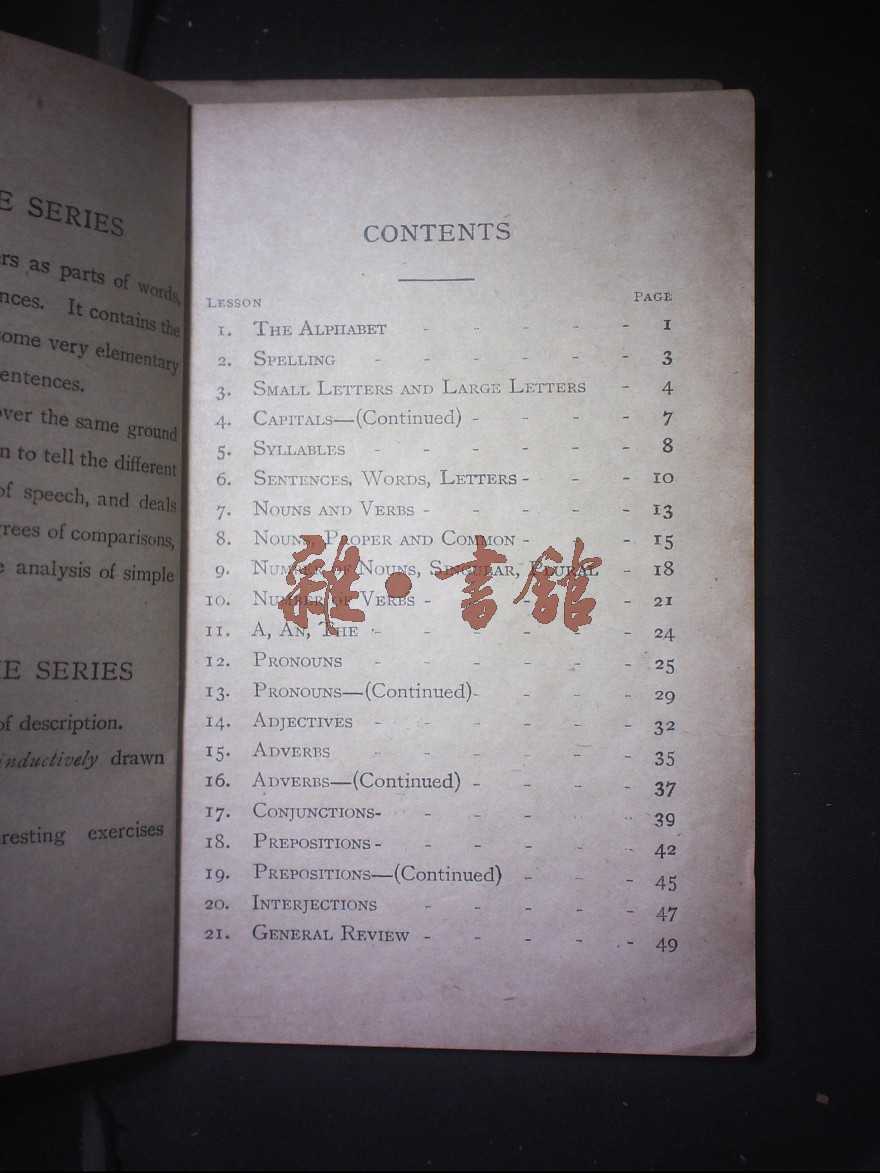 E SERIES
rs as parts of words,
nces. It contains the
ome very elementary
entences.
ver the same ground
n to tell the different
of speech, and deals
rees of comparisons,
e analysis of simple
E SERIES
of description.
inductively drawn
resting exercises
CONTENTS
LESSON PAGE
1. THE ALPHABET - - - - - 1
2. SPELLING - - - - - - 3
3. SMALL LETTERS AND LARGE LETTERS - 4
4. CAPITALS—(Continued) - - - - 7
5. SYLLABLES - - - - - - 8
6. SENTENCES, WORDS, LETTERS - - - 10
7. NOUNS AND VERBS - - - - - 13
8. NOUNS, PROPER AND COMMON - - - 15
9. NUMBER OF NOUNS, SINGULAR, PLURAL - 18
10. NUMBER OF VERBS - - - - - 21
11. A, AN, THE - - - - - - 24
12. PRONOUNS - - - - - - 25
13. PRONOUNS—(Continued) - - - - 29
14. ADJECTIVES - - - - - - 32
15. ADVERBS - - - - - - 35
16. ADVERBS—(Continued) - - - - 37
17. CONJUNCTIONS - - - - - - 39
18. PREPOSITIONS - - - - - - 42
19. PREPOSITIONS—(Continued) - - - 45
20. INTERJECTIONS - - - - - 47
21. GENERAL REVIEW - - - - - 49
雜·書館